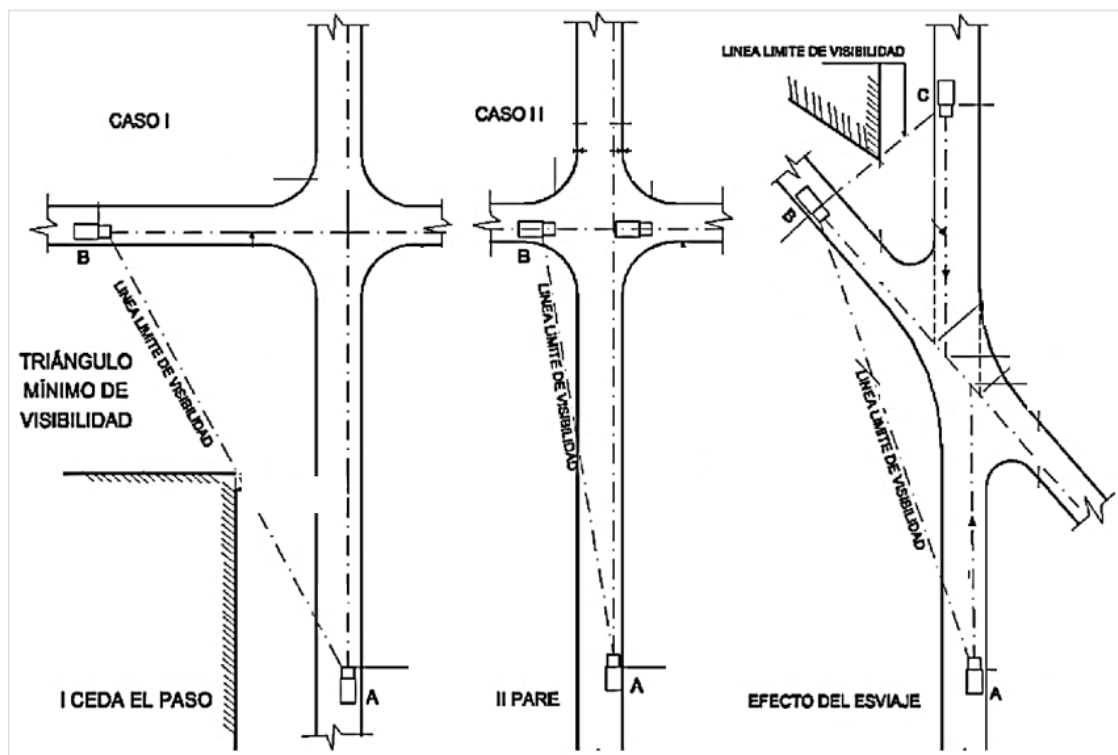 CASO I
B
LINEA LIMITE DE VISIBILIDAD
TRIÁNGULO
MÍNIMO DE
VISIBILIDAD
I CEDA EL PASO
A
CASO II
B
LINEA LIMITE DE VISIBILIDAD
II PARE
A
LINEA LIMITE DE VISIBILIDAD
C
B
LINEA LIMITE DE VISIBILIDAD
EFECTO DEL ESVIAJE
A